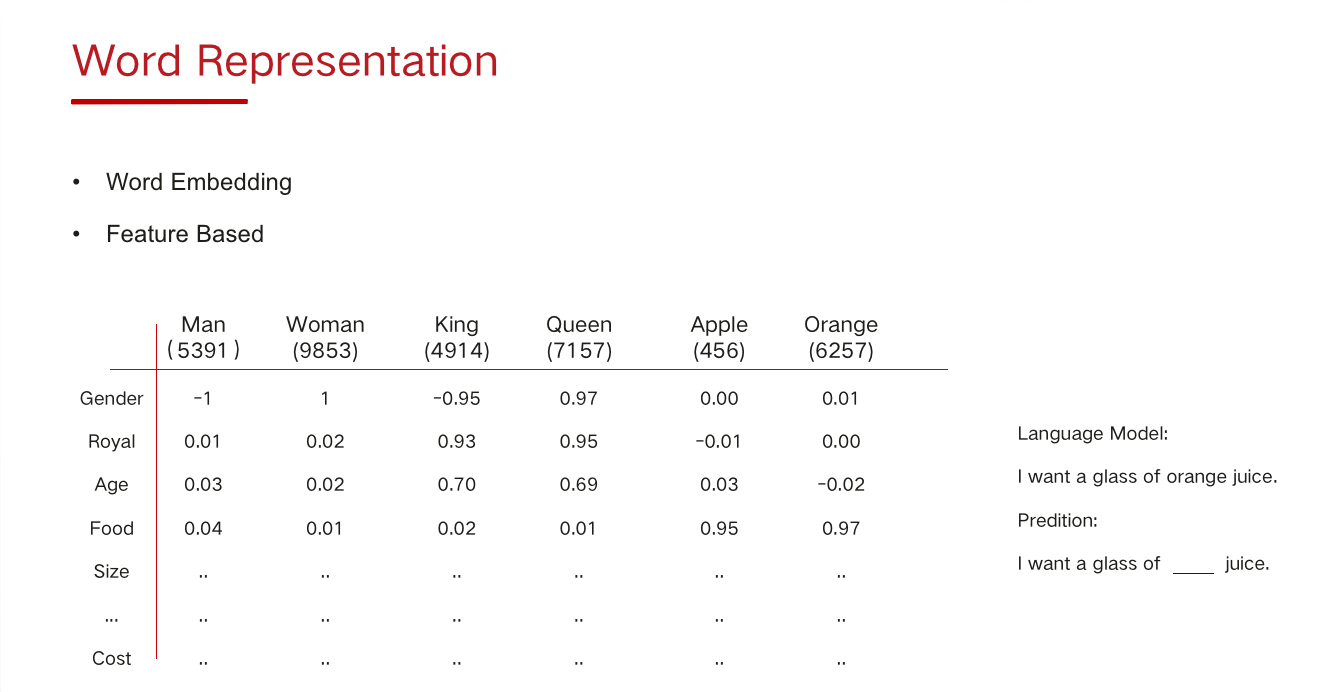 Word Representation
• Word Embedding
• Feature Based
Man Woman King Queen Apple Orange
(5391) (9853) (4914) (7157) (456) (6257)
Gender -1 1 -0.95 0.97 0.00 0.01
Royal 0.01 0.02 0.93 0.95 -0.01 0.00
Age 0.03 0.02 0.70 0.69 0.03 -0.02
Food 0.04 0.01 0.02 0.01 0.95 0.97
Size .. .. .. .. .. ..
... .. .. .. .. .. ..
Cost .. .. .. .. .. ..
Language Model:
I want a glass of orange juice.
Predition:
I want a glass of ____ juice.